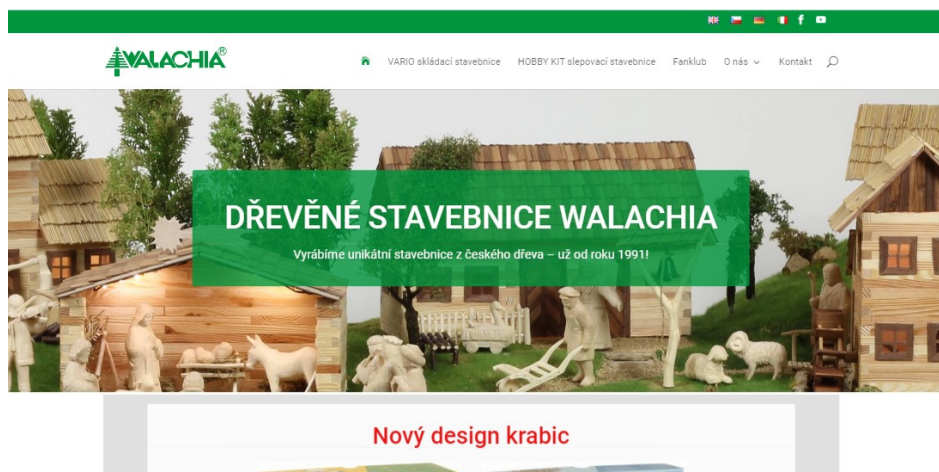 WALACHIA®
VARIO skládací stavebnice HOBBY KIT slepovací stavebnice Fanklub O nás Kontakt
DŘEVĚNÉ STAVEBNICE WALACHIA
Vyrábíme unikátní stavebnice z českého dřeva – už od roku 1991!
Nový design krabic